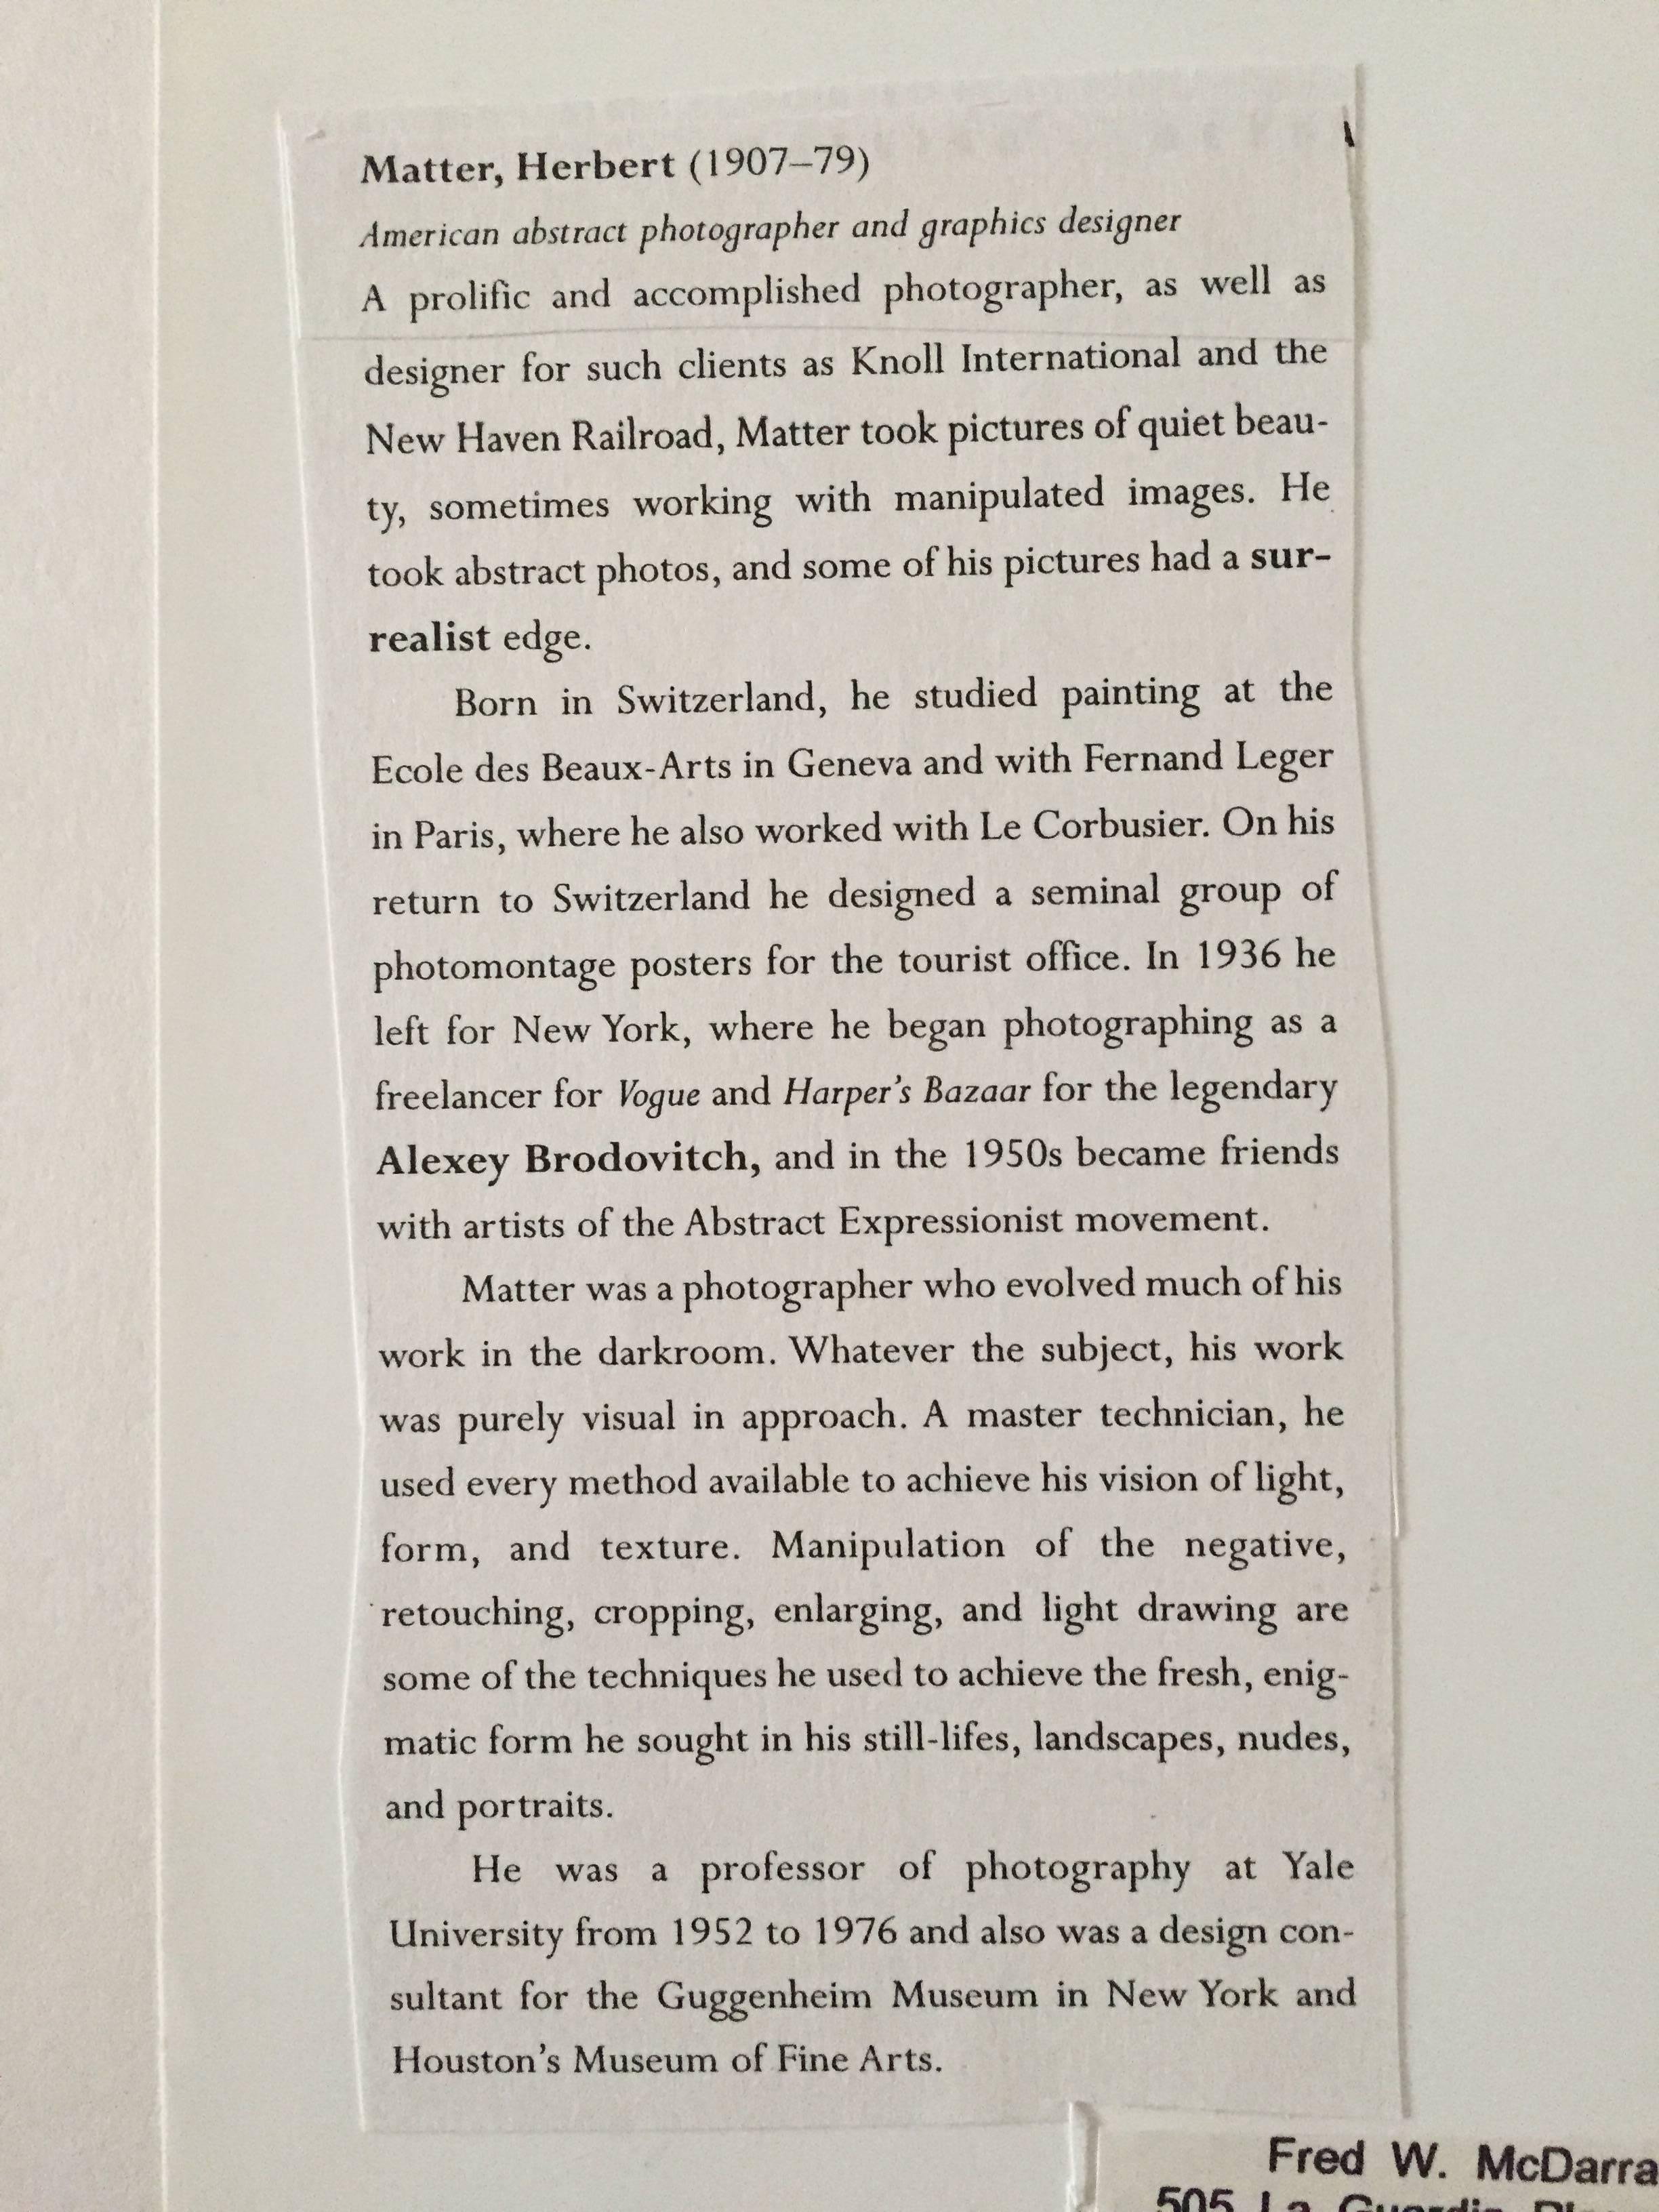 Matter, Herbert (1907–79)
American abstract photographer and graphics designer
A prolific and accomplished photographer, as well as
designer for such clients as Knoll International and the
New Haven Railroad, Matter took pictures of quiet beau-
ty, sometimes working with manipulated images. He
took abstract photos, and some of his pictures had a sur-
realist edge.
Born in Switzerland, he studied painting at the
Ecole des Beaux-Arts in Geneva and with Fernand Leger
in Paris, where he also worked with Le Corbusier. On his
return to Switzerland he designed a seminal group of
photomontage posters for the tourist office. In 1936 he
left for New York, where he began photographing as a
freelancer for Vogue and Harper's Bazaar for the legendary
Alexey Brodovitch, and in the 1950s became friends
with artists of the Abstract Expressionist movement.
Matter was a photographer who evolved much of his
work in the darkroom. Whatever the subject, his work
was purely visual in approach. A master technician, he
used every method available to achieve his vision of light,
form, and texture. Manipulation of the negative,
retouching, cropping, enlarging, and light drawing are
some of the techniques he used to achieve the fresh, enig-
matic form he sought in his still-lifes, landscapes, nudes,
and portraits.
He was a professor of photography at Yale
University from 1952 to 1976 and also was a design con-
sultant for the Guggenheim Museum in New York and
Houston's Museum of Fine Arts.
Fred W. McDarra
505 La Guardia